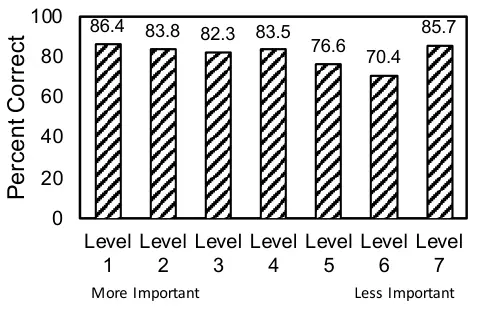 Percent Correct
100
80
60
40
20
0
86.4 83.8 82.3 83.5 76.6 70.4 85.7
Level Level Level Level Level Level Level
1 2 3 4 5 6 7
More Important Less Important